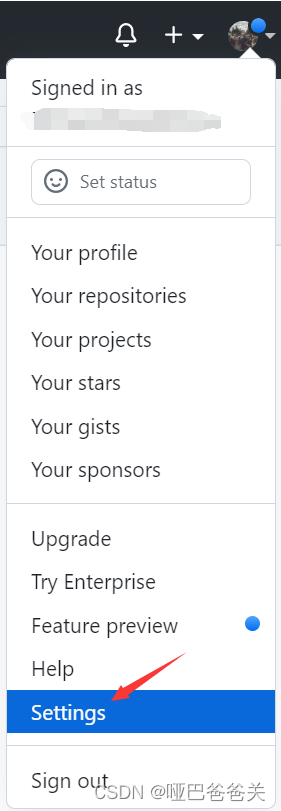 Signed in as
Set status
Your profile
Your repositories
Your projects
Your stars
Your gists
Your sponsors
Upgrade
Try Enterprise
Feature preview
Help
Settings
Sign out
CSDN @哑巴爸爸关